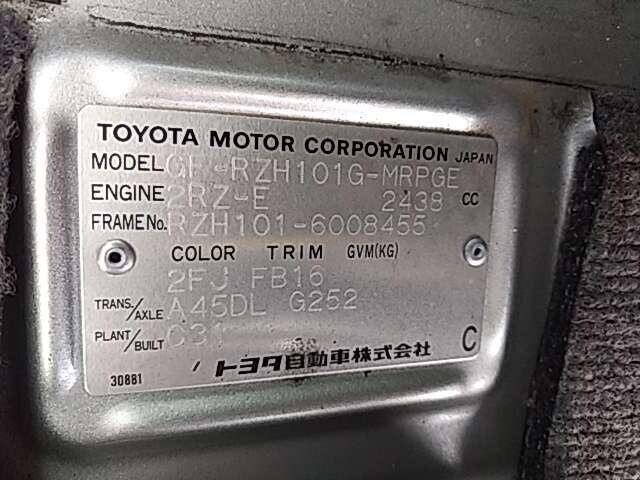 TOYOTA MOTOR CORPORATION JAPAN
MODEL GF-RZH101G-MRPGE
ENGINE 2RZ-E 2438 CC
FRAME No. RZH101-6008455
COLOR TRIM GVM(KG)
2FJ FB16
TRANS./AXLE A45DL G252
PLANT/BUILT C31
トヨタ自動車株式会社 C
30881